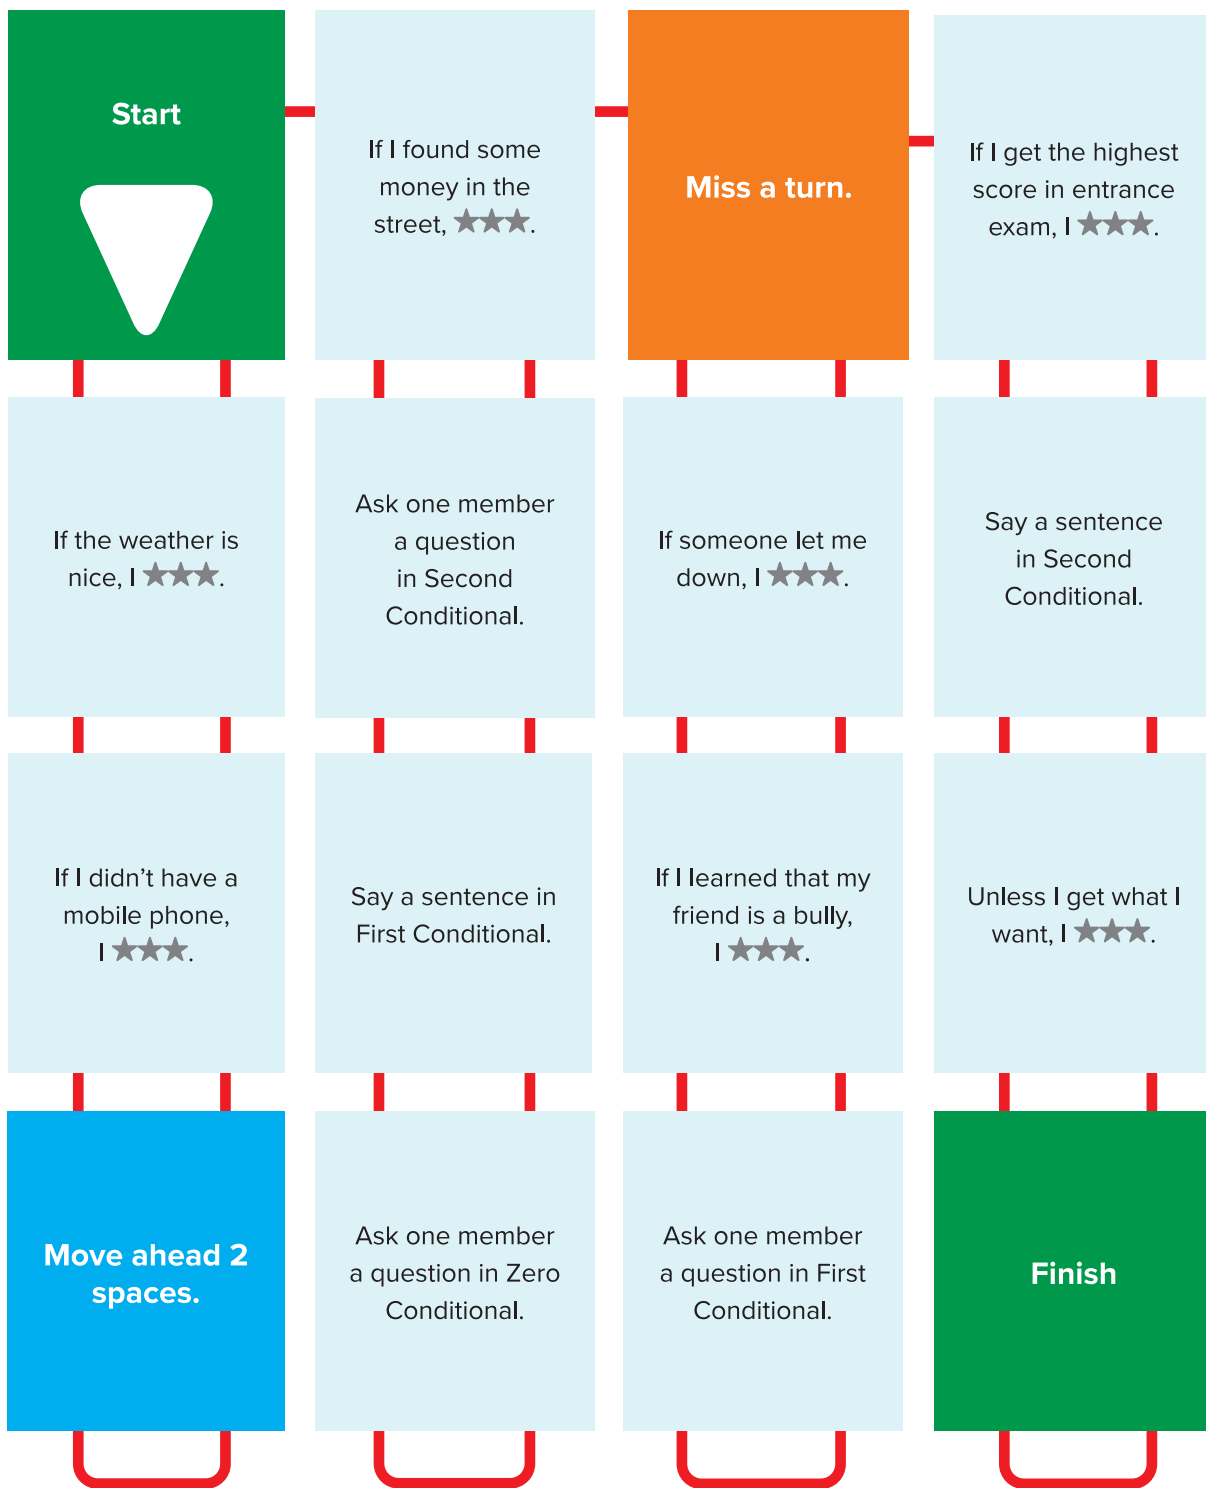 Start
If I found some
money in the
street, ★★★.
Miss a turn.
If I get the highest
score in entrance
exam, I ★★★.
If the weather is
nice, I ★★★.
Ask one member
a question
in Second
Conditional.
If someone let me
down, I ★★★.
Say a sentence
in Second
Conditional.
If I didn’t have a
mobile phone,
I ★★★.
Say a sentence in
First Conditional.
If I learned that my
friend is a bully,
I ★★★.
Unless I get what I
want, I ★★★.
Move ahead 2
spaces.
Ask one member
a question in Zero
Conditional.
Ask one member
a question in First
Conditional.
Finish